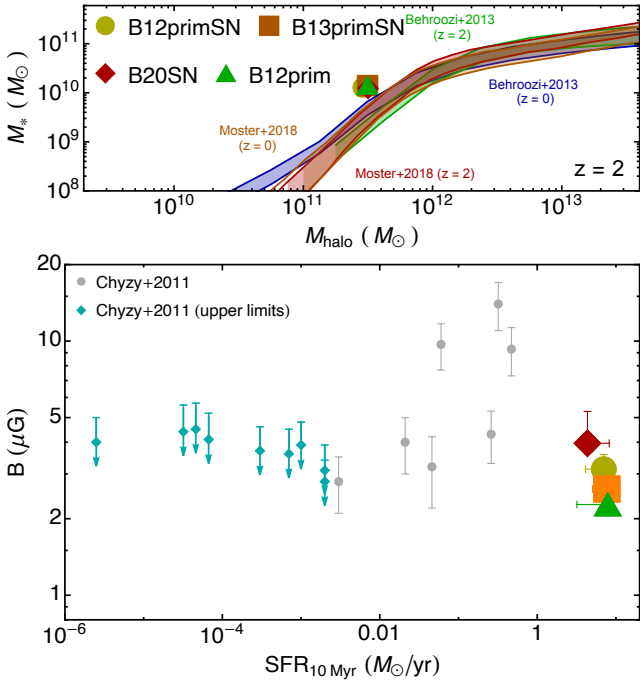 B12primSN B13primSN
B20SN B12prim
Behroozi+2013
(z = 2)
Behroozi+2013
(z = 0)
Moster+2018
(z = 0)
Moster+2018 (z = 2)
z = 2
10¹¹
10¹⁰
10⁹
10⁸
M* (M⊙)
10¹⁰ 10¹¹ 10¹² 10¹³
Mhalo (M⊙)
Chyzy+2011
Chyzy+2011 (upper limits)
20
10
5
2
1
B (μG)
10⁻⁶ 10⁻⁴ 0.01 1
SFR10 Myr (M⊙/yr)